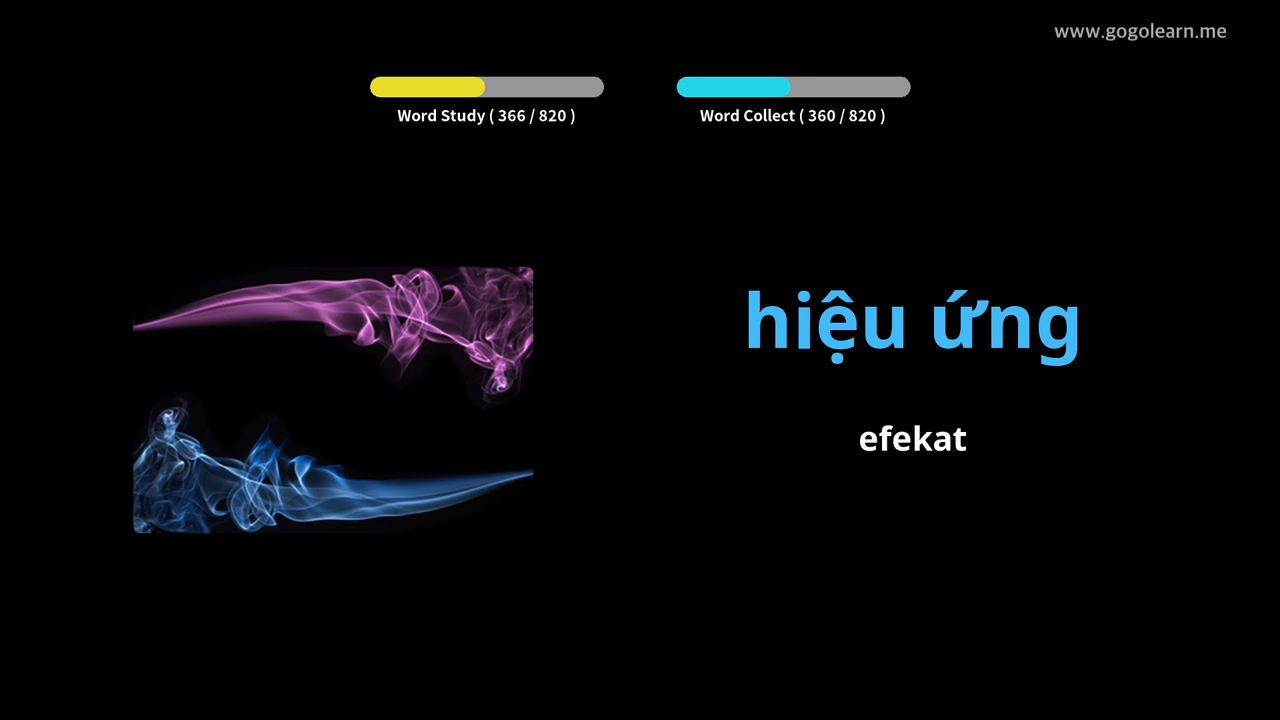 www.gogolearn.me
Word Study ( 366 / 820 )
Word Collect ( 360 / 820 )
hiệu ứng
efekat